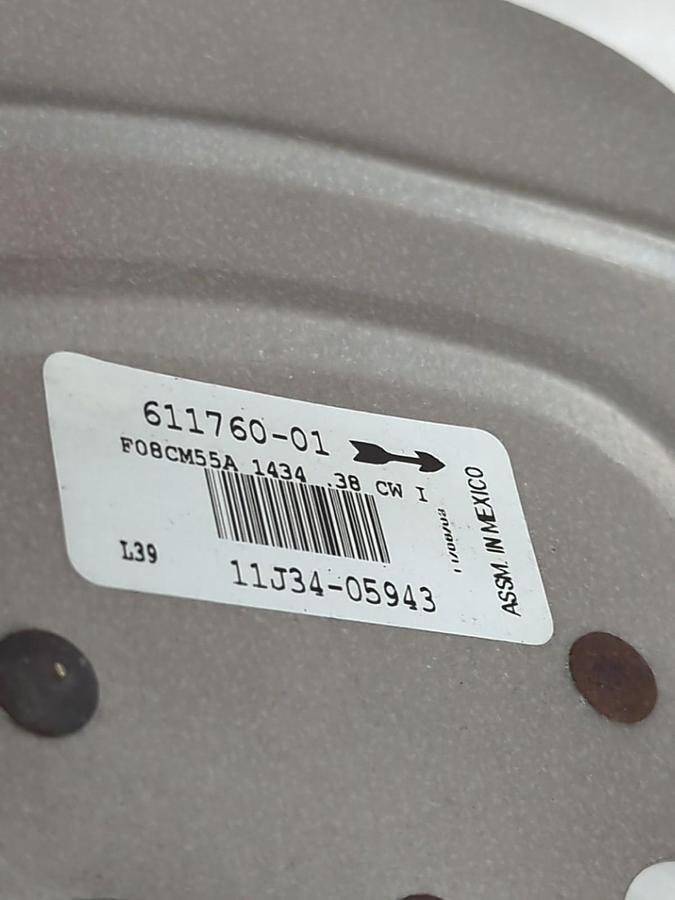 611760-01
F08CM55A 1434 .38 CW I
L39
11J34-05943
ASSM. IN MEXICO